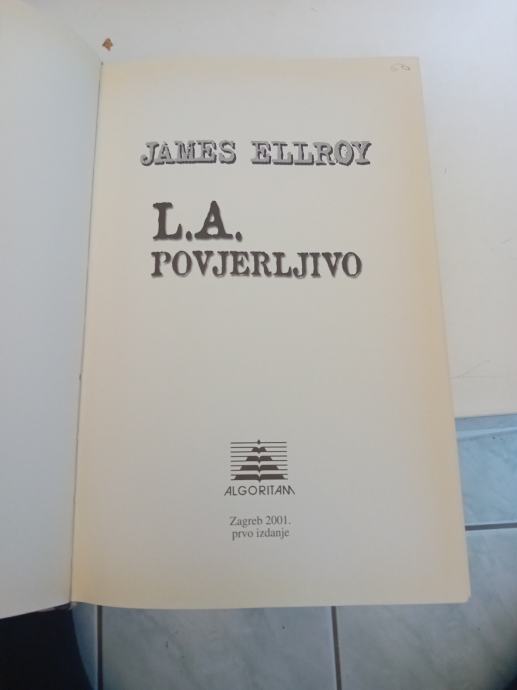 JAMES ELLROY
L.A.
POVJERLJIVO
ALGORITAM
Zagreb 2001.
prvo izdanje